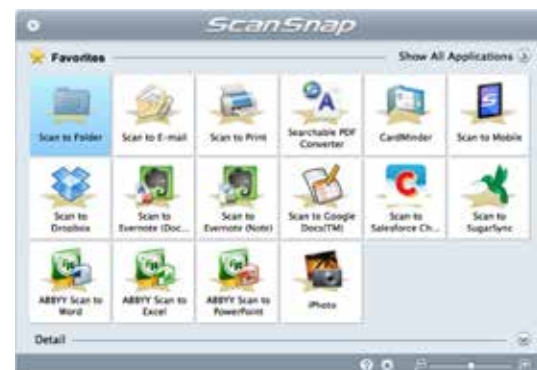 ScanSnap
Favorites
Show All Applications
Scan to Folder
Scan to E-mail
Scan to Print
Searchable PDF
Converter
CardMinder
Scan to Mobile
Scan to
Dropbox
Scan to
Evernote (Doc...
Scan to
Evernote (Note)
Scan to Google
Docs(TM)
Scan to
Salesforce Ch...
Scan to
SugarSync
ABBYY Scan to
Word
ABBYY Scan to
Excel
ABBYY Scan to
PowerPoint
iPhoto
Detail